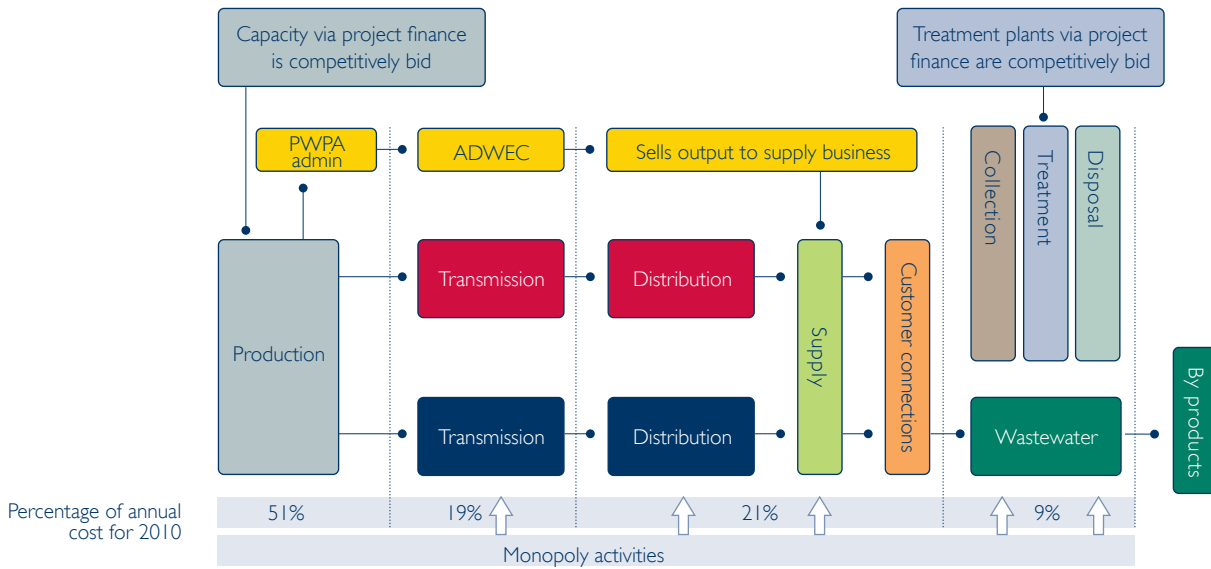 Capacity via project finance
is competitively bid
Treatment plants via project
finance are competitively bid
PWPA
admin
ADWEC
Sells output to supply business
Collection
Treatment
Disposal
Production
Transmission
Distribution
Supply
Customer connections
Transmission
Distribution
Wastewater
By products
Percentage of annual
cost for 2010
51%
19%
21%
9%
Monopoly activities